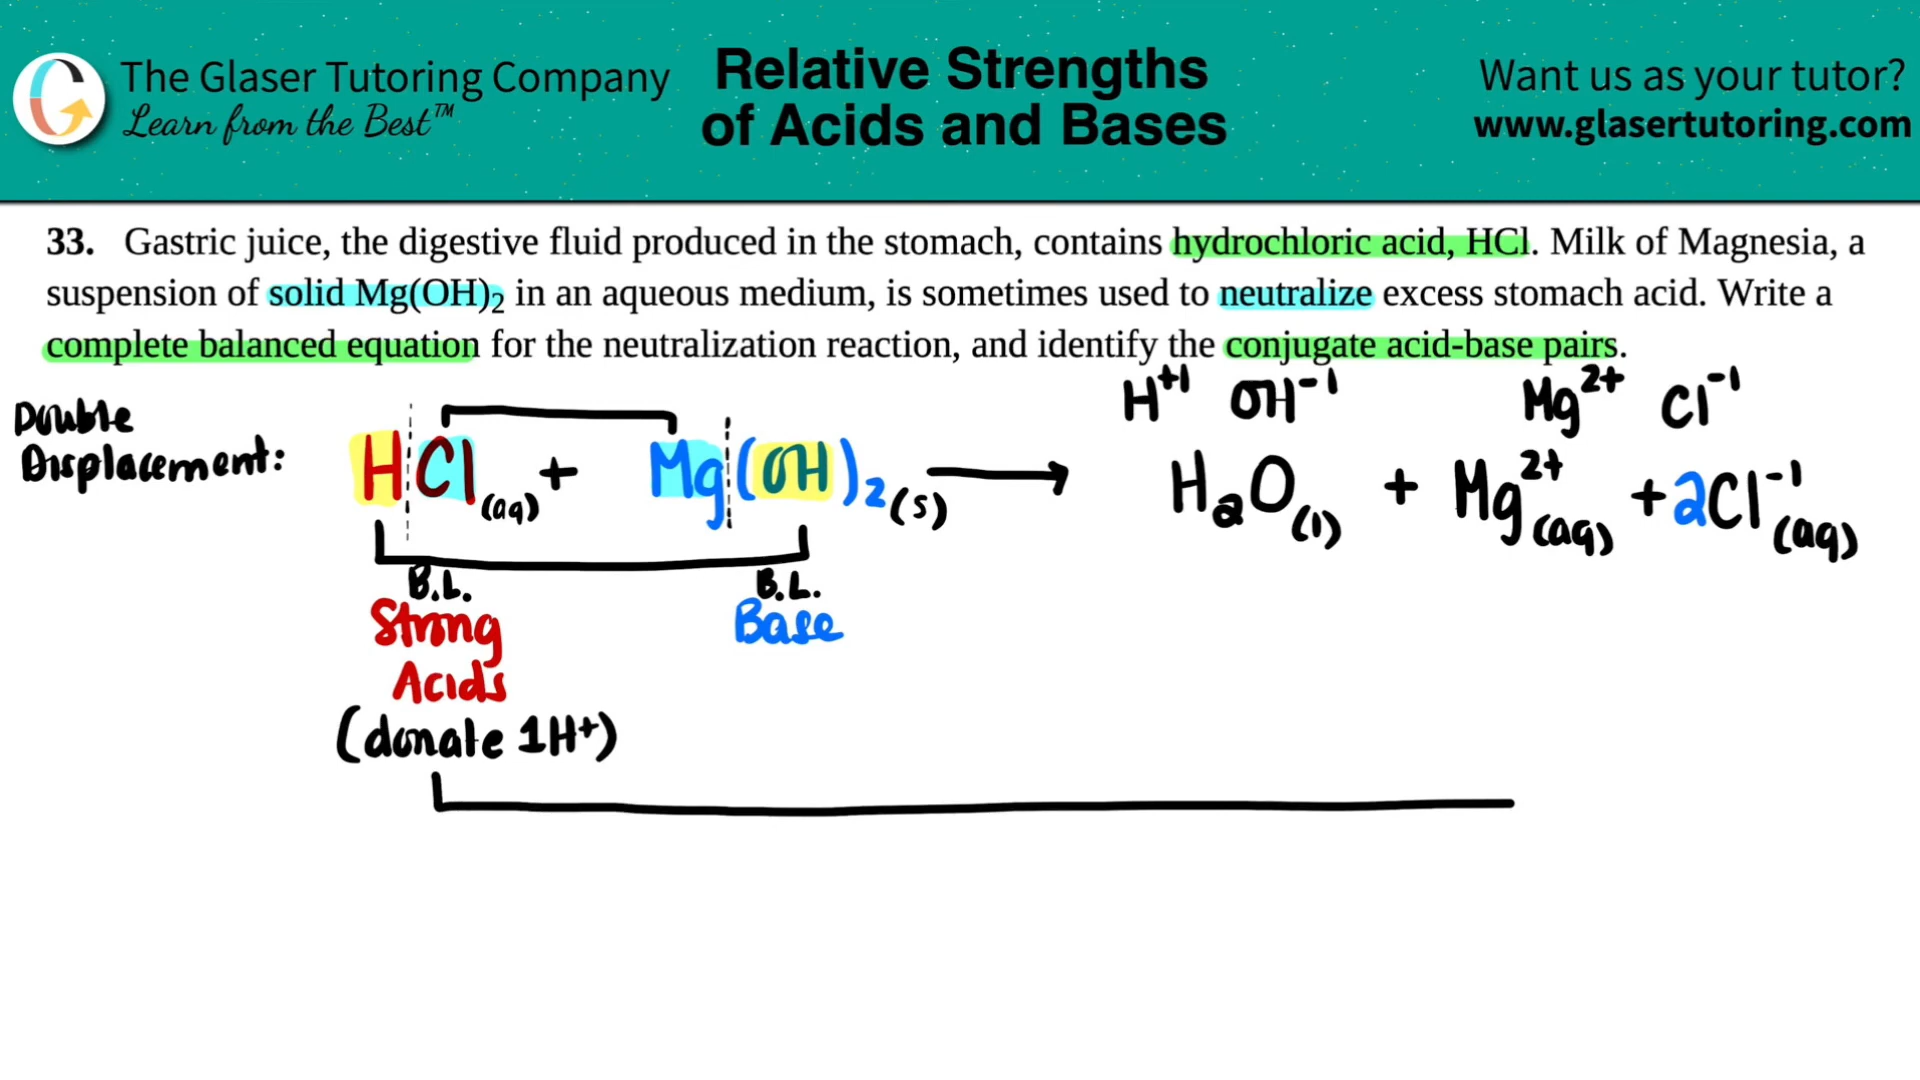 The Glaser Tutoring Company
Learn from the Best™
Relative Strengths
of Acids and Bases
Want us as your tutor?
www.glasertutoring.com
33. Gastric juice, the digestive fluid produced in the stomach, contains hydrochloric acid, HCl. Milk of Magnesia, a
suspension of solid Mg(OH)₂ in an aqueous medium, is sometimes used to neutralize excess stomach acid. Write a
complete balanced equation for the neutralization reaction, and identify the conjugate acid-base pairs.
H⁺¹ OH⁻¹ Mg²⁺ Cl⁻¹
Double
Displacement:
HCl(aq) + Mg(OH)₂(s) → H₂O(l) + Mg²⁺(aq) + 2Cl⁻¹(aq)
B.L. B.L.
Strong Base
Acids
(donate 1H⁺)